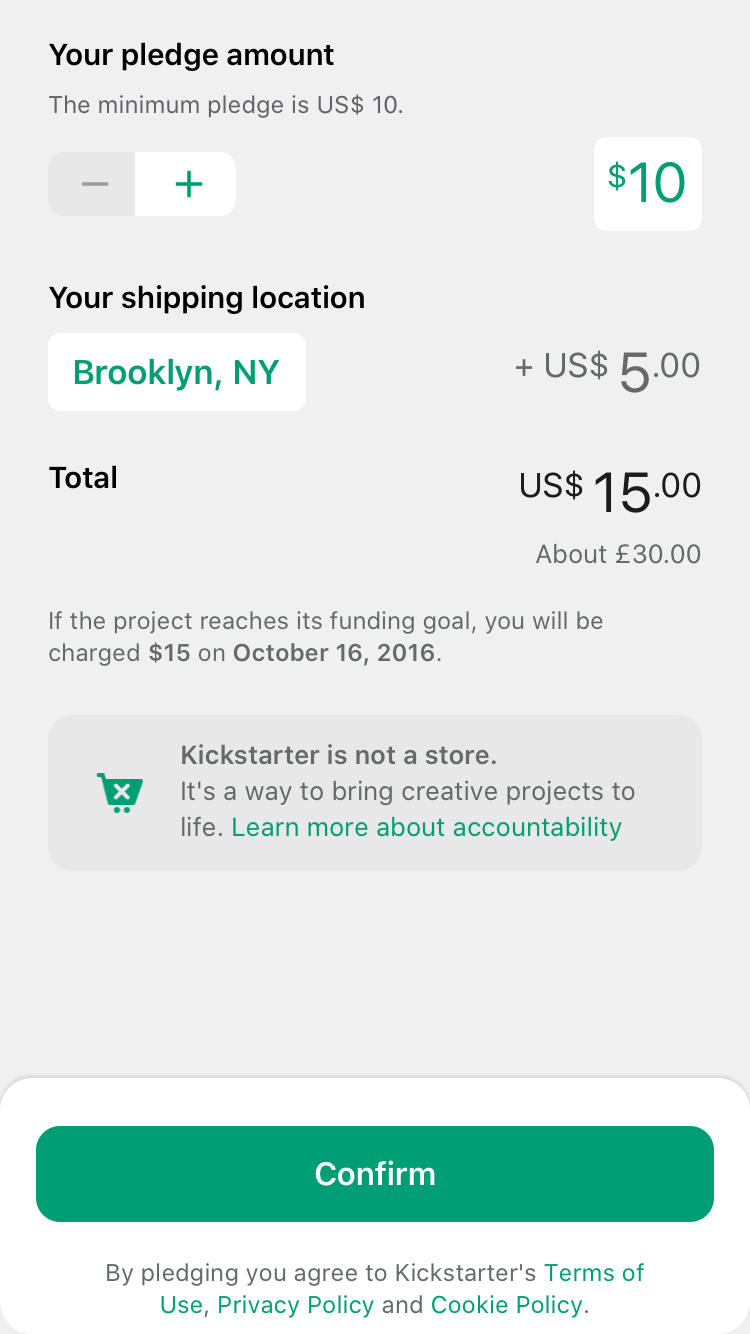 Your pledge amount
The minimum pledge is US$ 10.
− +
$10
Your shipping location
Brooklyn, NY
+ US$ 5.00
Total
US$ 15.00
About £30.00
If the project reaches its funding goal, you will be
charged $15 on October 16, 2016.
Kickstarter is not a store.
It's a way to bring creative projects to
life. Learn more about accountability
Confirm
By pledging you agree to Kickstarter's Terms of
Use, Privacy Policy and Cookie Policy.